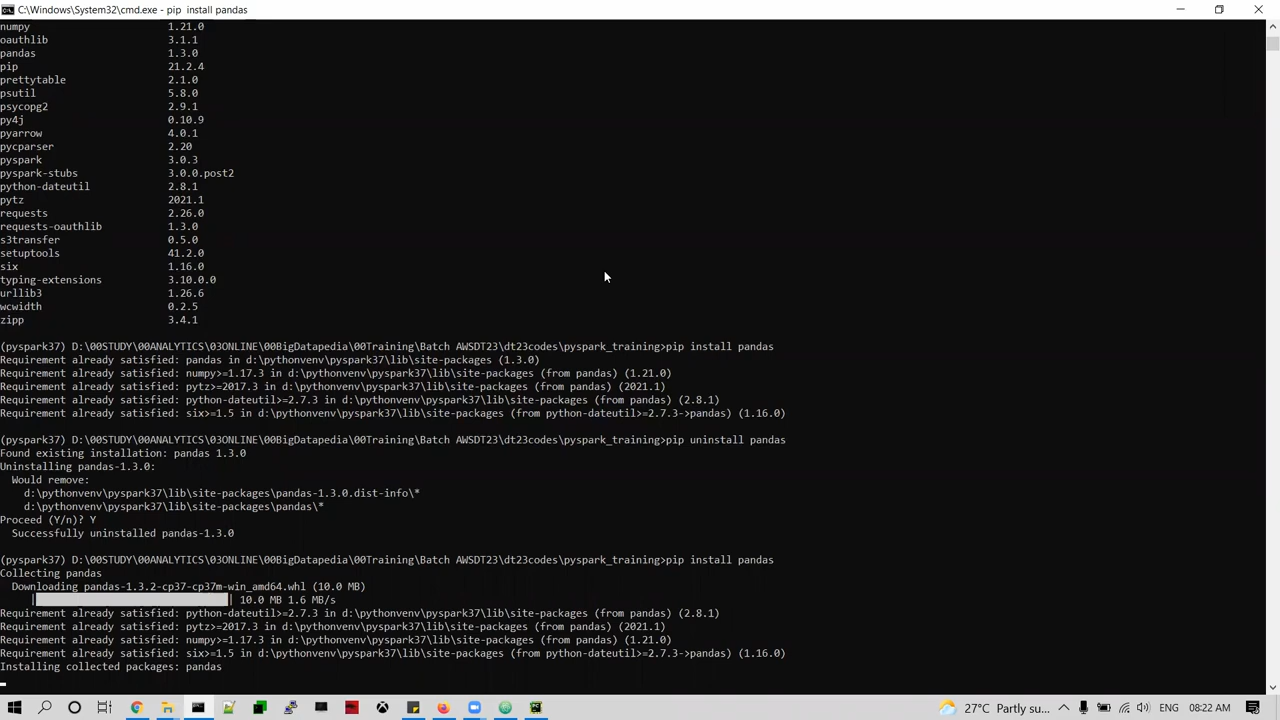 C:\Windows\System32\cmd.exe - pip  install pandas
numpy                        1.21.0
oauthlib                     3.1.1
pandas                       1.3.0
pip                          21.2.4
prettytable                  2.1.0
psutil                       5.8.0
psycopg2                     2.9.1
py4j                         0.10.9
pyarrow                      4.0.1
pycparser                    2.20
pyspark                      3.0.3
pyspark-stubs                3.0.0.post2
python-dateutil              2.8.1
pytz                         2021.1
requests                     2.26.0
requests-oauthlib            1.3.0
s3transfer                   0.5.0
setuptools                   41.2.0
six                          1.16.0
typing-extensions            3.10.0.0
urllib3                      1.26.6
wcwidth                      0.2.5
zipp                         3.4.1
(pyspark37) D:\00STUDY\00ANALYTICS\03ONLINE\00BigDatapedia\00Training\Batch AWSDT23\dt23codes\pyspark_training>pip install pandas
Requirement already satisfied: pandas in d:\pythonvenv\pyspark37\lib\site-packages (1.3.0)
Requirement already satisfied: numpy>=1.17.3 in d:\pythonvenv\pyspark37\lib\site-packages (from pandas) (1.21.0)
Requirement already satisfied: pytz>=2017.3 in d:\pythonvenv\pyspark37\lib\site-packages (from pandas) (2021.1)
Requirement already satisfied: python-dateutil>=2.7.3 in d:\pythonvenv\pyspark37\lib\site-packages (from pandas) (2.8.1)
Requirement already satisfied: six>=1.5 in d:\pythonvenv\pyspark37\lib\site-packages (from python-dateutil>=2.7.3->pandas) (1.16.0)
(pyspark37) D:\00STUDY\00ANALYTICS\03ONLINE\00BigDatapedia\00Training\Batch AWSDT23\dt23codes\pyspark_training>pip uninstall pandas
Found existing installation: pandas 1.3.0
Uninstalling pandas-1.3.0:
  Would remove:
    d:\pythonvenv\pyspark37\lib\site-packages\pandas-1.3.0.dist-info\*
    d:\pythonvenv\pyspark37\lib\site-packages\pandas\*
Proceed (Y/n)? Y
  Successfully uninstalled pandas-1.3.0
(pyspark37) D:\00STUDY\00ANALYTICS\03ONLINE\00BigDatapedia\00Training\Batch AWSDT23\dt23codes\pyspark_training>pip install pandas
Collecting pandas
  Downloading pandas-1.3.2-cp37-cp37m-win_amd64.whl (10.0 MB)
     |████████████████████████████████| 10.0 MB 1.6 MB/s
Requirement already satisfied: python-dateutil>=2.7.3 in d:\pythonvenv\pyspark37\lib\site-packages (from pandas) (2.8.1)
Requirement already satisfied: pytz>=2017.3 in d:\pythonvenv\pyspark37\lib\site-packages (from pandas) (2021.1)
Requirement already satisfied: numpy>=1.17.3 in d:\pythonvenv\pyspark37\lib\site-packages (from pandas) (1.21.0)
Requirement already satisfied: six>=1.5 in d:\pythonvenv\pyspark37\lib\site-packages (from python-dateutil>=2.7.3->pandas) (1.16.0)
Installing collected packages: pandas
27°C  Partly su... ENG 08:22 AM